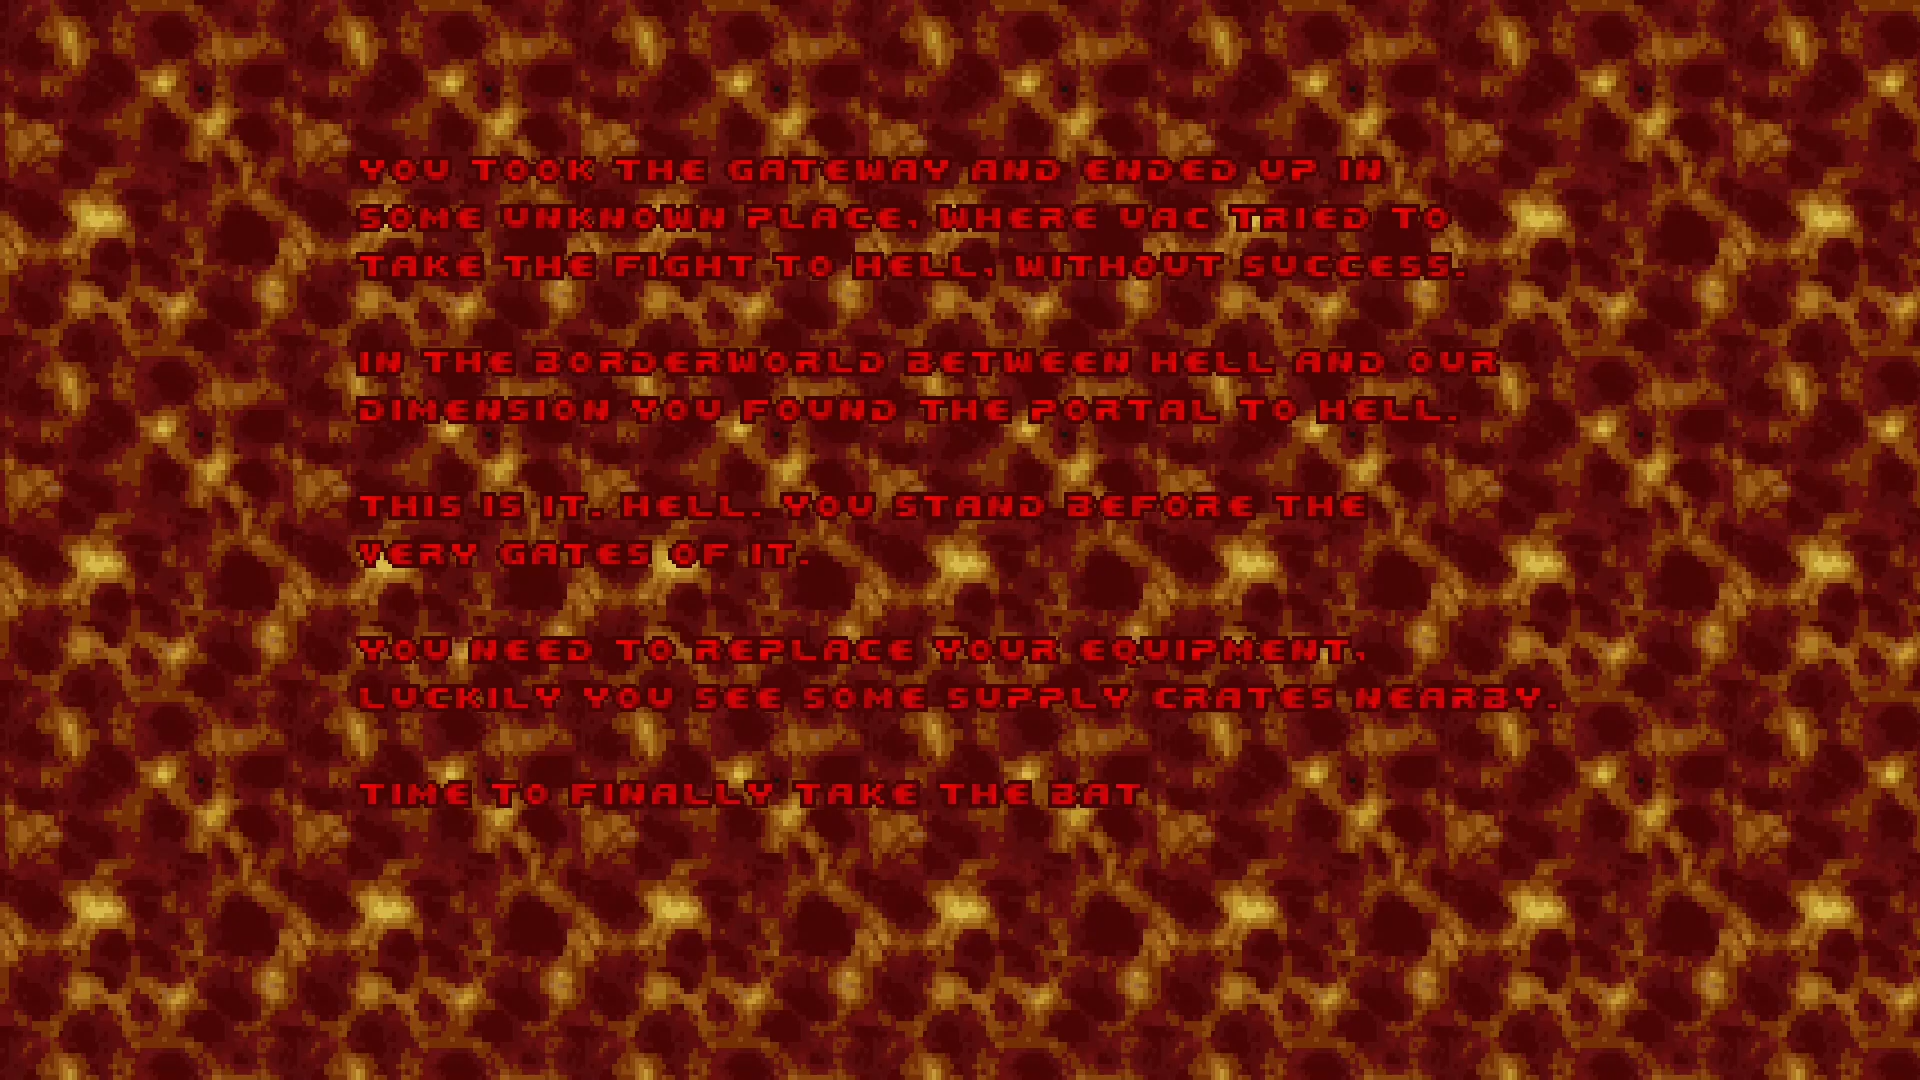 YOU TOOK THE GATEWAY AND ENDED UP IN
SOME UNKNOWN PLACE, WHERE VAC TRIED TO
TAKE THE FIGHT TO HELL, WITHOUT SUCCESS.
IN THE BORDERWORLD BETWEEN HELL AND OUR
DIMENSION YOU FOUND THE PORTAL TO HELL.
THIS IS IT. HELL. YOU STAND BEFORE THE
VERY GATES OF IT.
YOU NEED TO REPLACE YOUR EQUIPMENT,
LUCKILY YOU SEE SOME SUPPLY CRATES NEARBY.
TIME TO FINALLY TAKE THE BAT